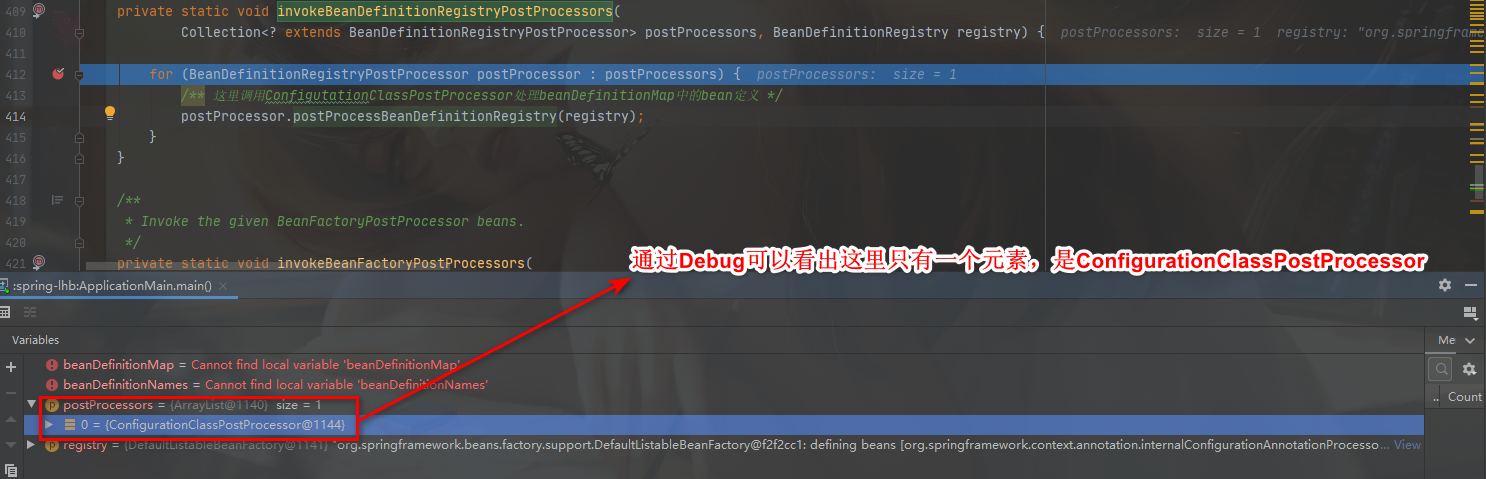 409 private static void invokeBeanDefinitionRegistryPostProcessors(
410 Collection<? extends BeanDefinitionRegistryPostProcessor> postProcessors, BeanDefinitionRegistry registry) { postProcessors: size = 1 registry: "org.springframe
411
412 for (BeanDefinitionRegistryPostProcessor postProcessor : postProcessors) { postProcessors: size = 1
413 /** 这里调用ConfigutationClassPostProcessor处理beanDefinitionMap中的bean定义 */
414 postProcessor.postProcessBeanDefinitionRegistry(registry);
415 }
416 }
417
418 /**
419 * Invoke the given BeanFactoryPostProcessor beans.
420 */
421 private static void invokeBeanFactoryPostProcessors(
通过Debug可以看出这里只有一个元素，是ConfigurationClassPostProcessor
:spring-lhb:ApplicationMain.main() ×
Variables
Me
beanDefinitionMap = Cannot find local variable 'beanDefinitionMap'
beanDefinitionNames = Cannot find local variable 'beanDefinitionNames'
.. Count
postProcessors = {ArrayList@1140} size = 1
0 = {ConfigurationClassPostProcessor@1144}
registry = {DefaultListableBeanFactory@1141} "org.springframework.beans.factory.support.DefaultListableBeanFactory@f2f2cc1: defining beans [org.springframework.context.annotation.internalConfigurationAnnotationProcesso... View